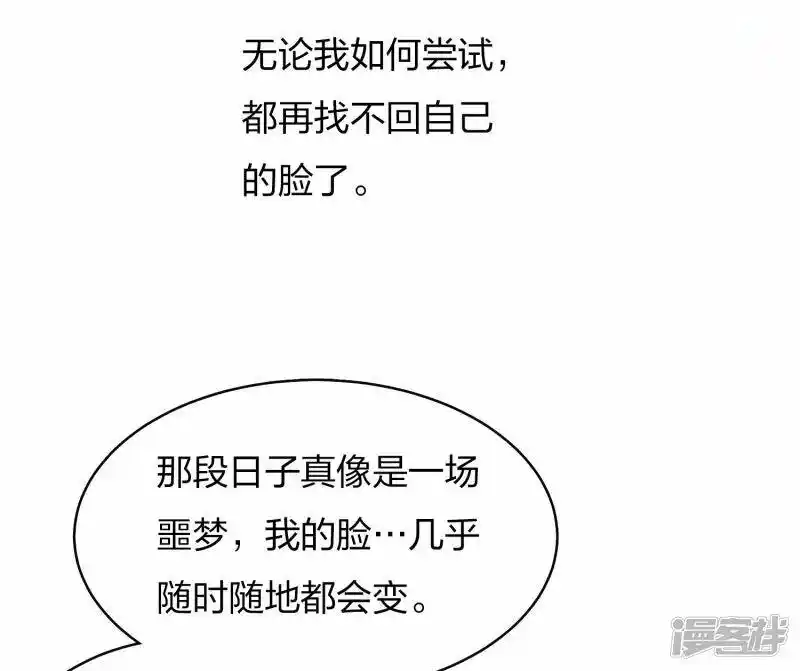 无论我如何尝试，
都再找不回自己
的脸了。
那段日子真像是一场
噩梦，我的脸…几乎
随时随地都会变。
漫客栈